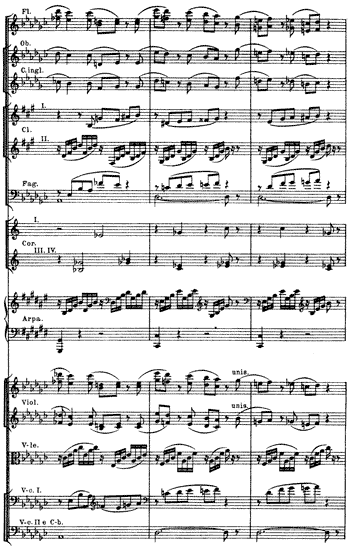 Fl.
Ob.
C.ingl.
I.
Cl.
II.
Fag.
I.
Cor.
III. IV.
Arpa.
unis.
Viol.
unis.
V-le.
V-c. I.
V-c. II e C-b.